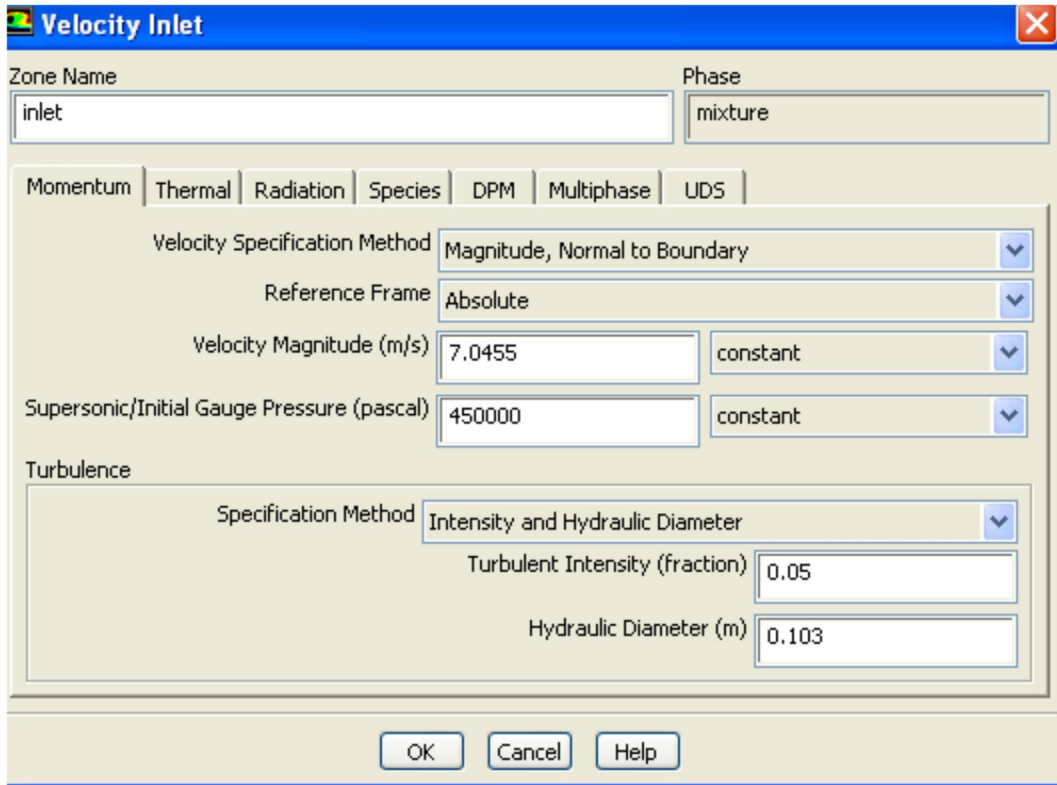 Velocity Inlet
Zone Name Phase
inlet mixture
Momentum Thermal Radiation Species DPM Multiphase UDS
Velocity Specification Method Magnitude, Normal to Boundary
Reference Frame Absolute
Velocity Magnitude (m/s) 7.0455 constant
Supersonic/Initial Gauge Pressure (pascal) 450000 constant
Turbulence
Specification Method Intensity and Hydraulic Diameter
Turbulent Intensity (fraction) 0.05
Hydraulic Diameter (m) 0.103
OK Cancel Help